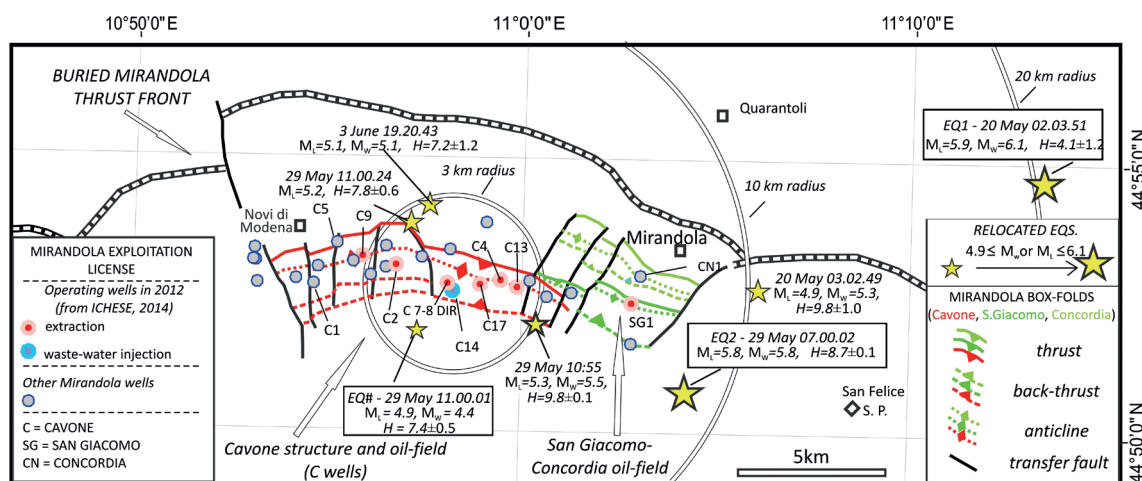 10°50'0"E
11°0'0"E
11°10'0"E
BURIED MIRANDOLA
THRUST FRONT
3 June 19.20.43
ML=5.1, MW=5.1, H=7.2±1.2
29 May 11.00.24
ML=5.2, H=7.8±0.6
3 km radius
10 km radius
20 km radius
Quarantoli
EQ1 - 20 May 02.03.51
ML=5.9, MW=6.1, H=4.1±1.2
44°55'0"N
44°50'0"N
Novi di
Modena
C5
C9
C4
C13
Mirandola
CN1
C1
C2
C 7-8 DIR
C14
C17
SG1
20 May 03.02.49
ML=4.9, MW=5.3,
H=9.8±1.0
EQ2 - 29 May 07.00.02
ML=5.8, MW=5.8, H=8.7±0.1
29 May 10:55
ML=5.3, MW=5.5,
H=9.8±0.1
EQ# - 29 May 11.00.01
ML= 4.9, MW= 4.4
H = 7.4±0.5
San Felice
S. P.
Cavone structure and oil-field
(C wells)
San Giacomo-
Concordia oil-field
5km
MIRANDOLA EXPLOITATION
LICENSE
Operating wells in 2012
(from ICHESE, 2014)
extraction
waste-water injection
Other Mirandola wells
C = CAVONE
SG = SAN GIACOMO
CN = CONCORDIA
RELOCATED EQS.
4.9≤ Mw or ML ≤6.1
MIRANDOLA BOX-FOLDS
(Cavone, S.Giacomo, Concordia)
thrust
back-thrust
anticline
transfer fault